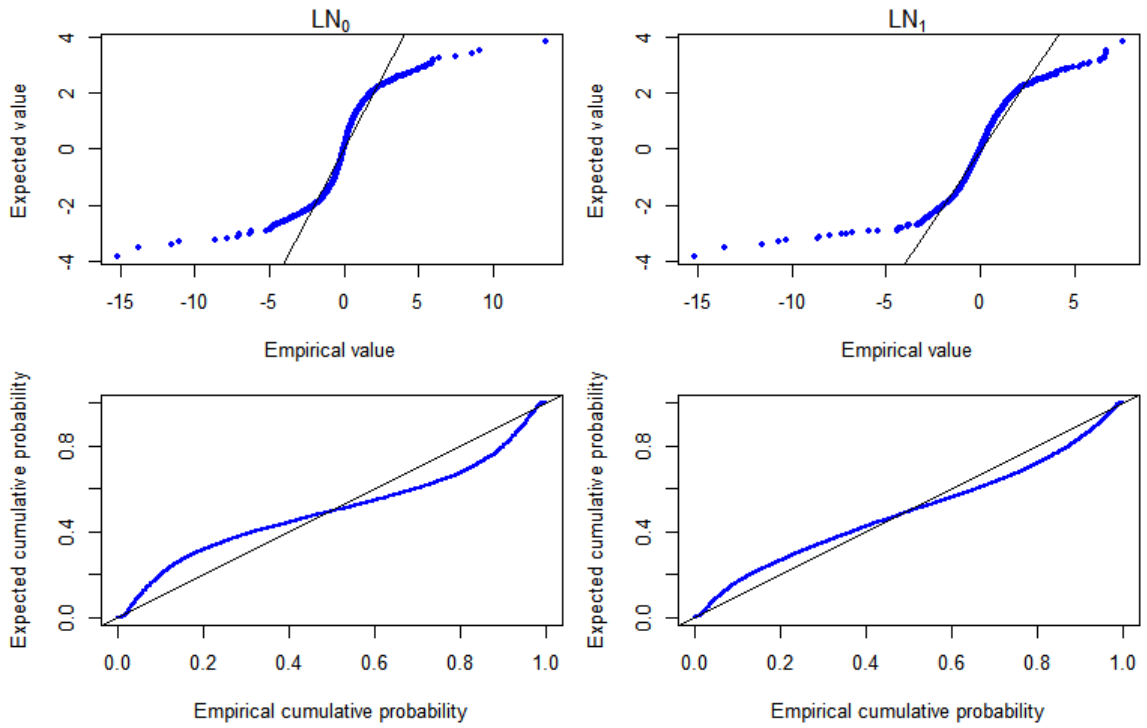 LN₀
4
2
0
-2
-4
Expected value
-15 -10 -5 0 5 10
Empirical value
LN₁
4
2
0
-2
-4
Expected value
-15 -10 -5 0 5
Empirical value
0.8
0.4
0.0
Expected cumulative probability
0.0 0.2 0.4 0.6 0.8 1.0
Empirical cumulative probability
0.8
0.4
0.0
Expected cumulative probability
0.0 0.2 0.4 0.6 0.8 1.0
Empirical cumulative probability